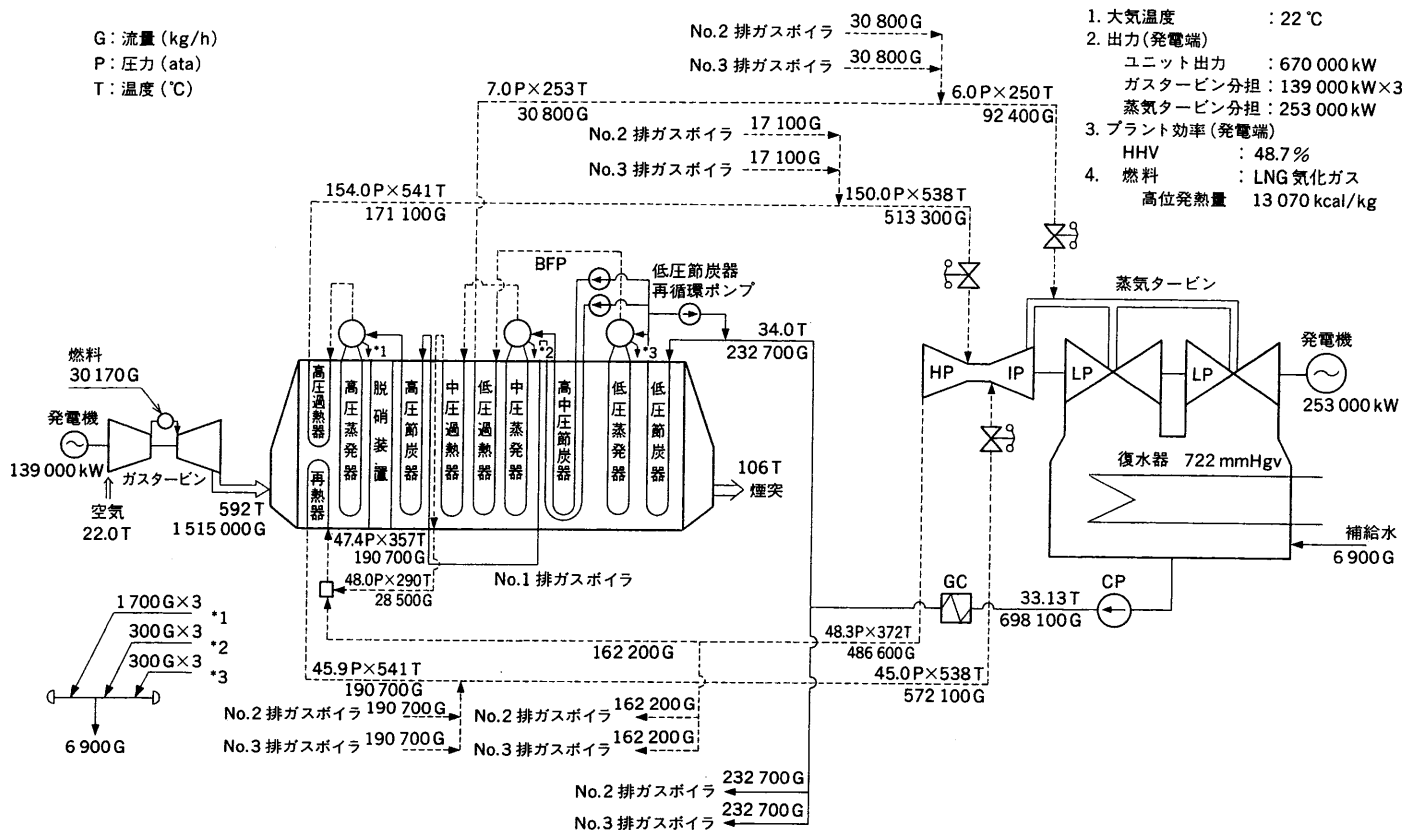 G：流量(kg/h)
P：圧力(ata)
T：温度(℃)
1. 大気温度 ：22℃
2. 出力(発電端)
ユニット出力 ：670 000 kW
ガスタービン分担：139 000 kW×3
蒸気タービン分担：253 000 kW
3. プラント効率(発電端)
HHV ：48.7％
4. 燃料 ：LNG気化ガス
高位発熱量 13 070 kcal/kg
No.2 排ガスボイラ 30 800G
No.3 排ガスボイラ 30 800G
7.0P×253T
30 800G
6.0P×250T
92 400G
No.2 排ガスボイラ 17 100G
No.3 排ガスボイラ 17 100G
154.0P×541T
171 100G
150.0P×538T
513 300G
BFP
低圧節炭器
再循環ポンプ
34.0T
232 700G
*1
*2
*3
高圧過熱器
再熱器
高圧蒸発器
脱硝装置
高圧節炭器
中圧過熱器
低圧過熱器
中圧蒸発器
高中圧節炭器
低圧蒸発器
低圧節炭器
燃料
30 170G
発電機
139 000 kW
ガスタービン
空気
22.0T
592T
1 515 000G
106T
煙突
47.4P×357T
190 700G
48.0P×290T
28 500G
No.1 排ガスボイラ
蒸気タービン
HP
IP
LP
LP
発電機
253 000 kW
復水器 722 mmHgv
補給水
6 900G
GC
CP
33.13T
698 100G
48.3P×372T
486 600G
162 200G
45.9P×541T
190 700G
45.0P×538T
572 100G
No.2 排ガスボイラ 190 700G
No.3 排ガスボイラ 190 700G
No.2 排ガスボイラ 162 200G
No.3 排ガスボイラ 162 200G
No.2 排ガスボイラ 232 700G
No.3 排ガスボイラ 232 700G
1 700G×3 *1
300G×3 *2
300G×3 *3
6 900G